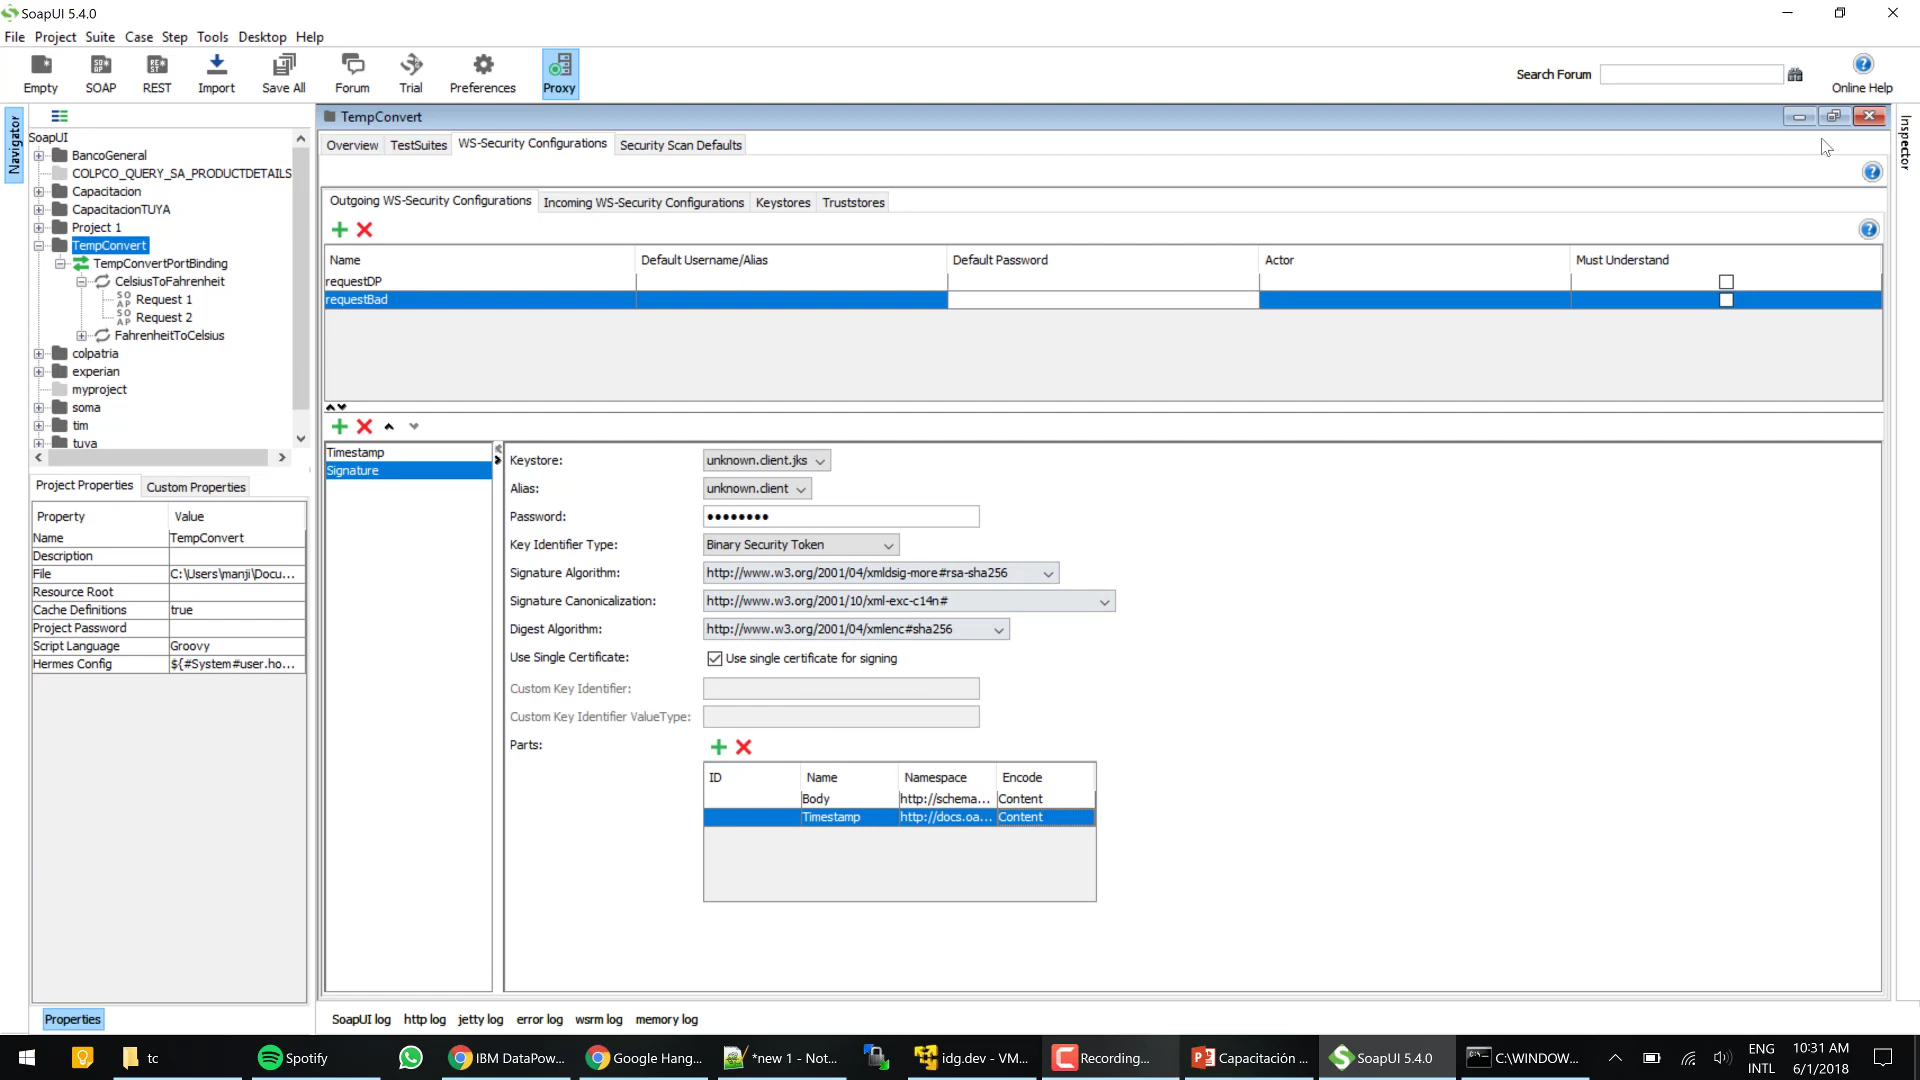 SoapUI 5.4.0
File Project Suite Case Step Tools Desktop Help
Empty SOAP REST Import Save All Forum Trial Preferences Proxy
Search Forum
Online Help
Navigator
SoapUI
BancoGeneral
COLPCO_QUERY_SA_PRODUCTDETAILS
Capacitacion
CapacitacionTUYA
Project 1
TempConvert
TempConvertPortBinding
CelsiusToFahrenheit
Request 1
Request 2
FahrenheitToCelsius
colpatria
experian
myproject
soma
tim
tuya
Project Properties Custom Properties
Property Value
Name TempConvert
Description
File C:\Users\manji\Docu...
Resource Root
Cache Definitions true
Project Password
Script Language Groovy
Hermes Config ${#System#user.ho...
Properties
TempConvert
Overview TestSuites WS-Security Configurations Security Scan Defaults
Outgoing WS-Security Configurations Incoming WS-Security Configurations Keystores Truststores
Name Default Username/Alias Default Password Actor Must Understand
requestDP
requestBad
Timestamp
Signature
Keystore: unknown.client.jks
Alias: unknown.client
Password: ••••••••
Key Identifier Type: Binary Security Token
Signature Algorithm: http://www.w3.org/2001/04/xmldsig-more#rsa-sha256
Signature Canonicalization: http://www.w3.org/2001/10/xml-exc-c14n#
Digest Algorithm: http://www.w3.org/2001/04/xmlenc#sha256
Use Single Certificate: Use single certificate for signing
Custom Key Identifier:
Custom Key Identifier ValueType:
Parts:
ID Name Namespace Encode
Body http://schema... Content
Timestamp http://docs.oa... Content
Inspector
SoapUI log http log jetty log error log wsrm log memory log
tc Spotify IBM DataPow... Google Hang... *new 1 - Not... idg.dev - VM... Recording... Capacitación ... SoapUI 5.4.0 C:\WINDOW...
ENG
INTL
10:31 AM
6/1/2018